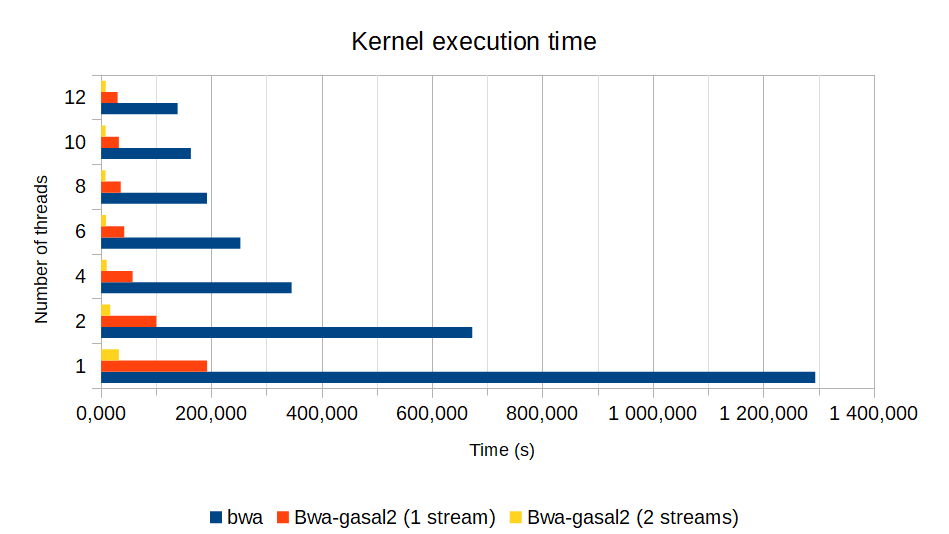 Kernel execution time
Number of threads
12
10
8
6
4
2
1
0,000 200,000 400,000 600,000 800,000 1 000,000 1 200,000 1 400,000
Time (s)
bwa Bwa-gasal2 (1 stream) Bwa-gasal2 (2 streams)